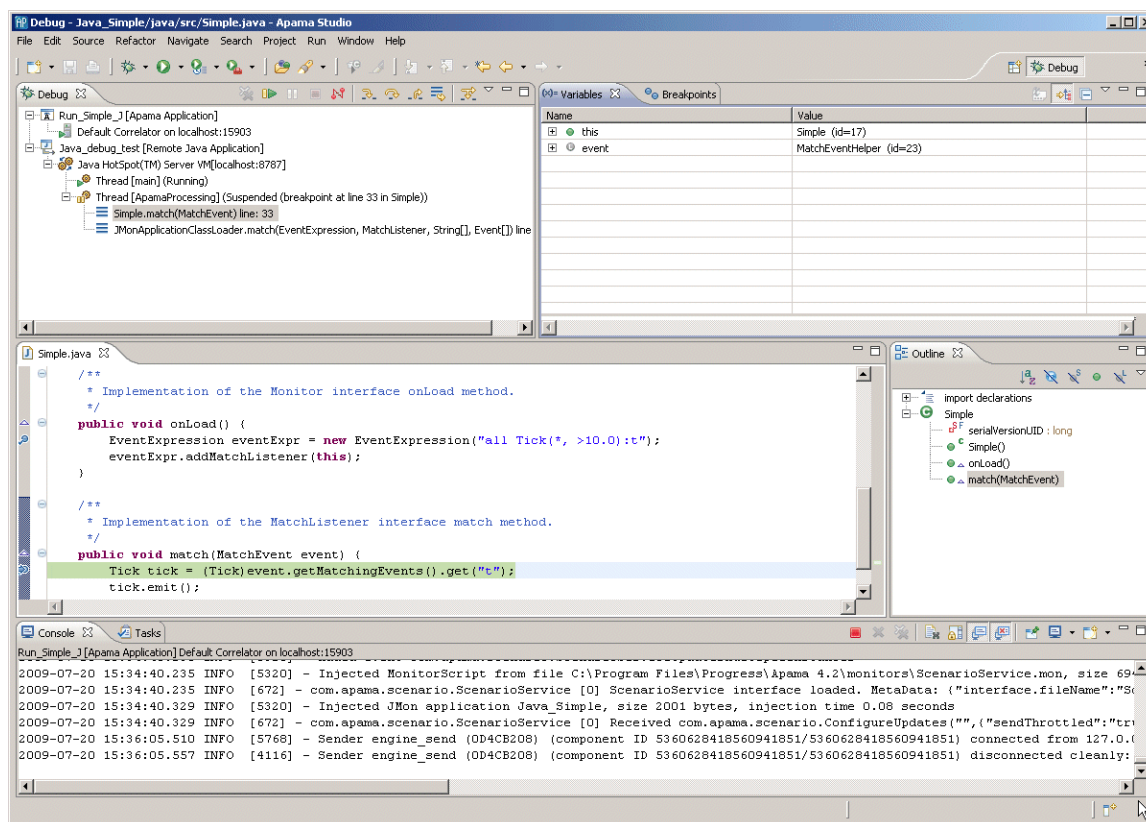 Debug - Java_Simple/java/src/Simple.java - Apama Studio
File Edit Source Refactor Navigate Search Project Run Window Help
Debug
Debug
Run_Simple_J [Apama Application]
Default Correlator on localhost:15903
Java_debug_test [Remote Java Application]
Java HotSpot(TM) Server VM[localhost:8787]
Thread [main] (Running)
Thread [ApamaProcessing] (Suspended (breakpoint at line 33 in Simple))
Simple.match(MatchEvent) line: 33
JMonApplicationClassLoader.match(EventExpression, MatchListener, String[], Event[]) line
(x)= Variables Breakpoints
Name Value
this Simple (id=17)
event MatchEventHelper (id=23)
Simple.java
/**
* Implementation of the Monitor interface onLoad method.
*/
public void onLoad() {
EventExpression eventExpr = new EventExpression("all Tick(*, >10.0):t");
eventExpr.addMatchListener(this);
}
/**
* Implementation of the MatchListener interface match method.
*/
public void match(MatchEvent event) {
Tick tick = (Tick)event.getMatchingEvents().get("t");
tick.emit();
Outline
import declarations
Simple
serialVersionUID : long
Simple()
onLoad()
match(MatchEvent)
Console Tasks
Run_Simple_J [Apama Application] Default Correlator on localhost:15903
2009-07-20 15:34:40.235 INFO [5320] - Injected MonitorScript from file C:\Program Files\Progress\Apama 4.2\monitors\ScenarioService.mon, size 69
2009-07-20 15:34:40.235 INFO [672] - com.apama.scenario.ScenarioService [0] ScenarioService interface loaded. MetaData: {"interface.fileName":"Sc
2009-07-20 15:34:40.329 INFO [5320] - Injected JMon application Java_Simple, size 2001 bytes, injection time 0.08 seconds
2009-07-20 15:34:40.329 INFO [672] - com.apama.scenario.ScenarioService [0] Received com.apama.scenario.ConfigureUpdates("",{"sendThrottled":"tru
2009-07-20 15:36:05.510 INFO [5768] - Sender engine_send (0D4CB208) (component ID 5360628418560941851/5360628418560941851) connected from 127.0.
2009-07-20 15:36:05.557 INFO [4116] - Sender engine_send (0D4CB208) (component ID 5360628418560941851/5360628418560941851) disconnected cleanly: